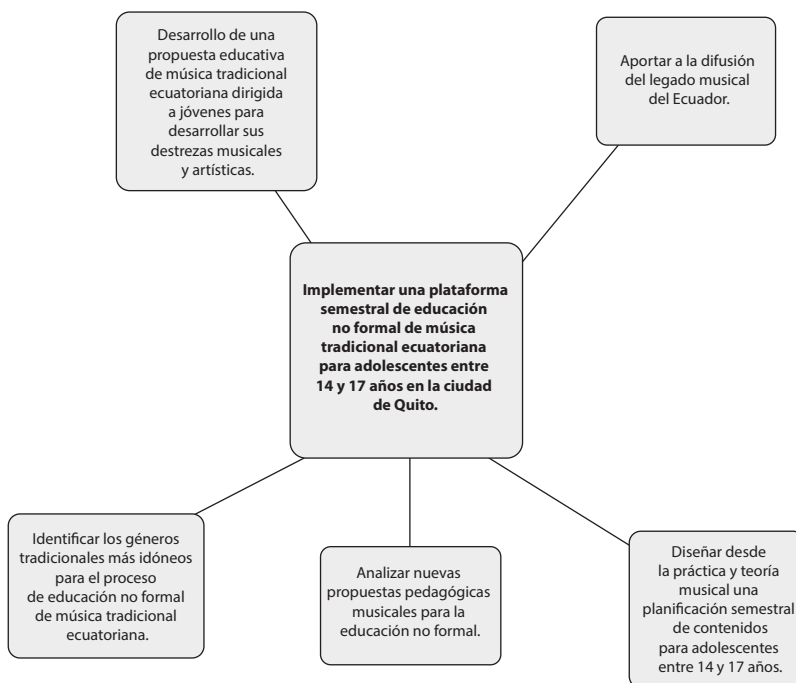 Desarrollo de una
propuesta educativa
de música tradicional
ecuatoriana dirigida
a jóvenes para
desarrollar sus
destrezas musicales
y artísticas.
Aportar a la difusión
del legado musical
del Ecuador.
Implementar una plataforma
semestral de educación
no formal de música
tradicional ecuatoriana
para adolescentes entre
14 y 17 años en la ciudad
de Quito.
Identificar los géneros
tradicionales más idóneos
para el proceso
de educación no formal
de música tradicional
ecuatoriana.
Analizar nuevas
propuestas pedagógicas
musicales para la
educación no formal.
Diseñar desde
la práctica y teoría
musical una
planificación semestral
de contenidos
para adolescentes
entre 14 y 17 años.